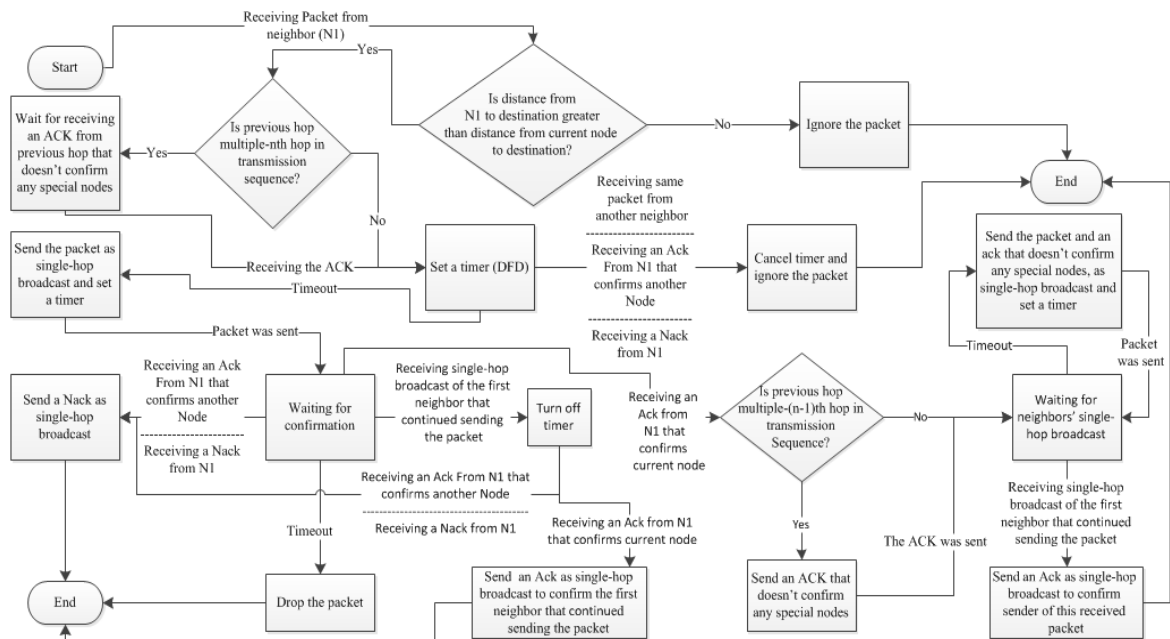 Receiving Packet from
neighbor (N1)
Start
Yes
Is distance from
N1 to destination greater
than distance from current node
to destination?
No
Ignore the packet
End
Is previous hop
multiple-nth hop in
transmission
sequence?
Yes
No
Wait for receiving
an ACK from
previous hop that
doesn't confirm
any special nodes
Receiving the ACK
Set a timer (DFD)
Timeout
Receiving same
packet from
another neighbor
Receiving an Ack
From N1 that
confirms another
Node
Receiving a Nack
from N1
Cancel timer and
ignore the packet
Send the packet as
single-hop
broadcast and set
a timer
Packet was sent
Send the packet and an
ack that doesn't confirm
any special nodes, as
single-hop broadcast and
set a timer
Timeout
Packet
was sent
Send a Nack as
single-hop
broadcast
Receiving an Ack
From N1 that
confirms another
Node
Receiving a Nack
from N1
Waiting for
confirmation
Receiving single-hop
broadcast of the first
neighbor that
continued sending
the packet
Turn off
timer
Receiving an
Ack from
N1 that
confirms
current node
Is previous hop
multiple-(n-1)th hop in
transmission
Sequence?
No
Waiting for
neighbors' single-
hop broadcast
Receiving an Ack From N1 that
confirms another Node
Receiving a Nack from N1
Timeout
Receiving an Ack from N1
that confirms current node
Yes
The ACK was sent
Receiving single-hop
broadcast of the first
neighbor that continued
sending the packet
End
Drop the packet
Send an Ack as single-hop
broadcast to confirm the first
neighbor that continued
sending the packet
Send an ACK that
doesn't confirm
any special nodes
Send an Ack as single-hop
broadcast to confirm
sender of this received
packet